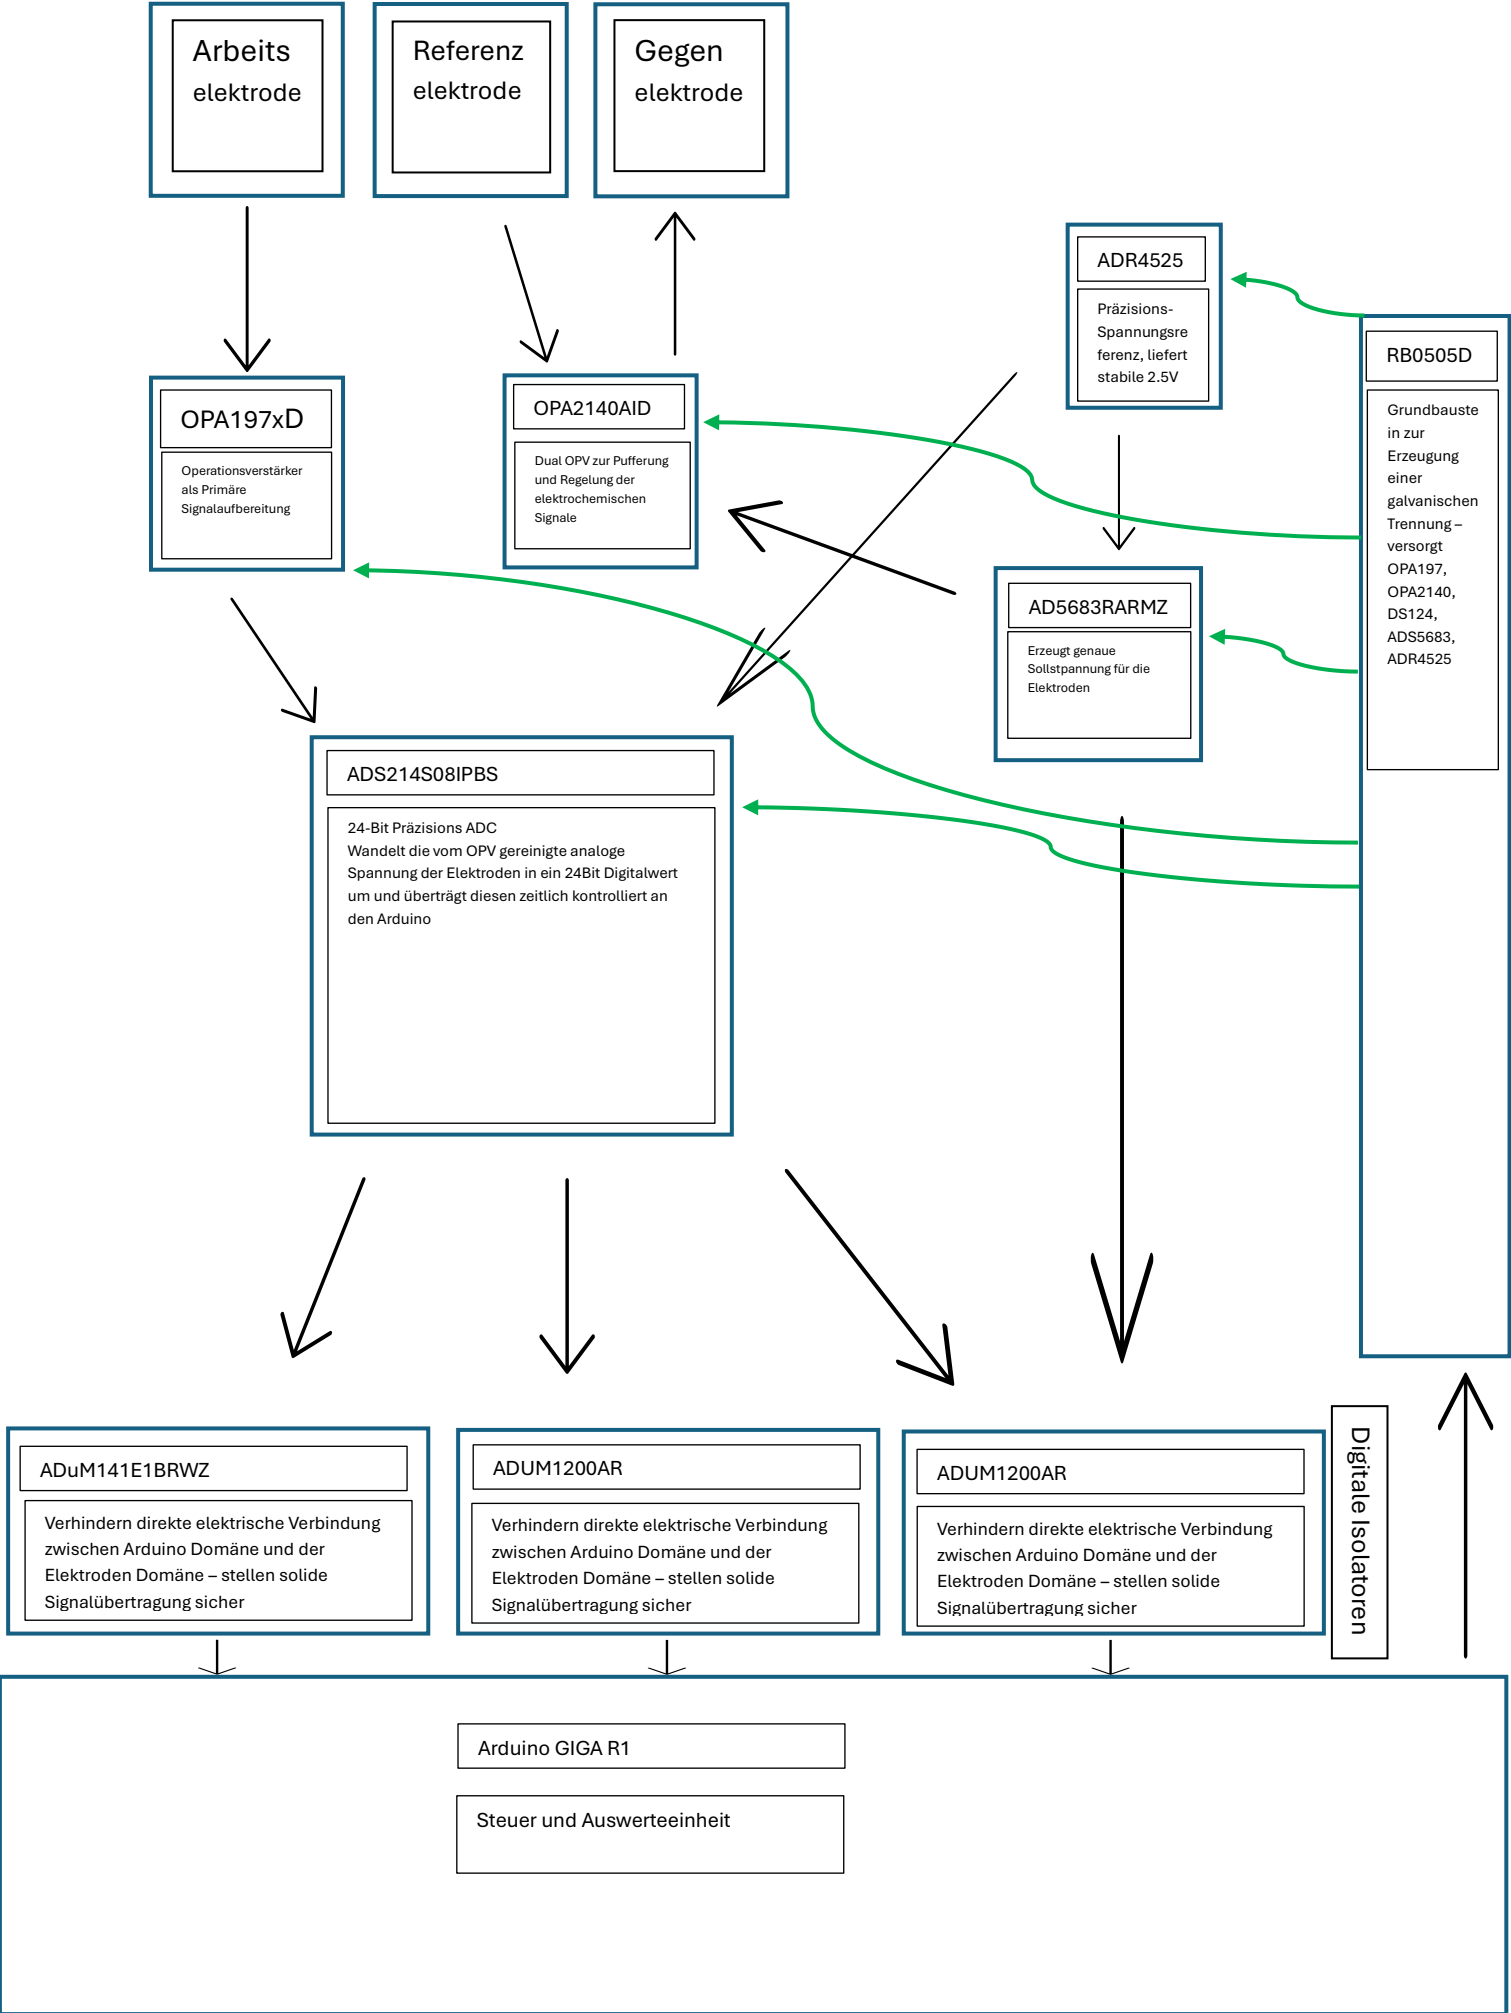 Arbeits
elektrode
Referenz
elektrode
Gegen
elektrode
ADR4525
Präzisions-
Spannungsre
ferenz, liefert
stabile 2.5V
RB0505D
Grundbauste
in zur
Erzeugung
einer
galvanischen
Trennung –
versorgt
OPA197,
OPA2140,
DS124,
ADS5683,
ADR4525
OPA197xD
Operationsverstärker
als Primäre
Signalaufbereitung
OPA2140AID
Dual OPV zur Pufferung
und Regelung der
elektrochemischen
Signale
AD5683RARMZ
Erzeugt genaue
Sollstpannung für die
Elektroden
ADS214S08IPBS
24-Bit Präzisions ADC
Wandelt die vom OPV gereinigte analoge
Spannung der Elektroden in ein 24Bit Digitalwert
um und überträgt diesen zeitlich kontrolliert an
den Arduino
ADuM141E1BRWZ
Verhindern direkte elektrische Verbindung
zwischen Arduino Domäne und der
Elektroden Domäne – stellen solide
Signalübertragung sicher
ADUM1200AR
Verhindern direkte elektrische Verbindung
zwischen Arduino Domäne und der
Elektroden Domäne – stellen solide
Signalübertragung sicher
ADUM1200AR
Verhindern direkte elektrische Verbindung
zwischen Arduino Domäne und der
Elektroden Domäne – stellen solide
Signalübertragung sicher
Digitale Isolatoren
Arduino GIGA R1
Steuer und Auswerteeinheit